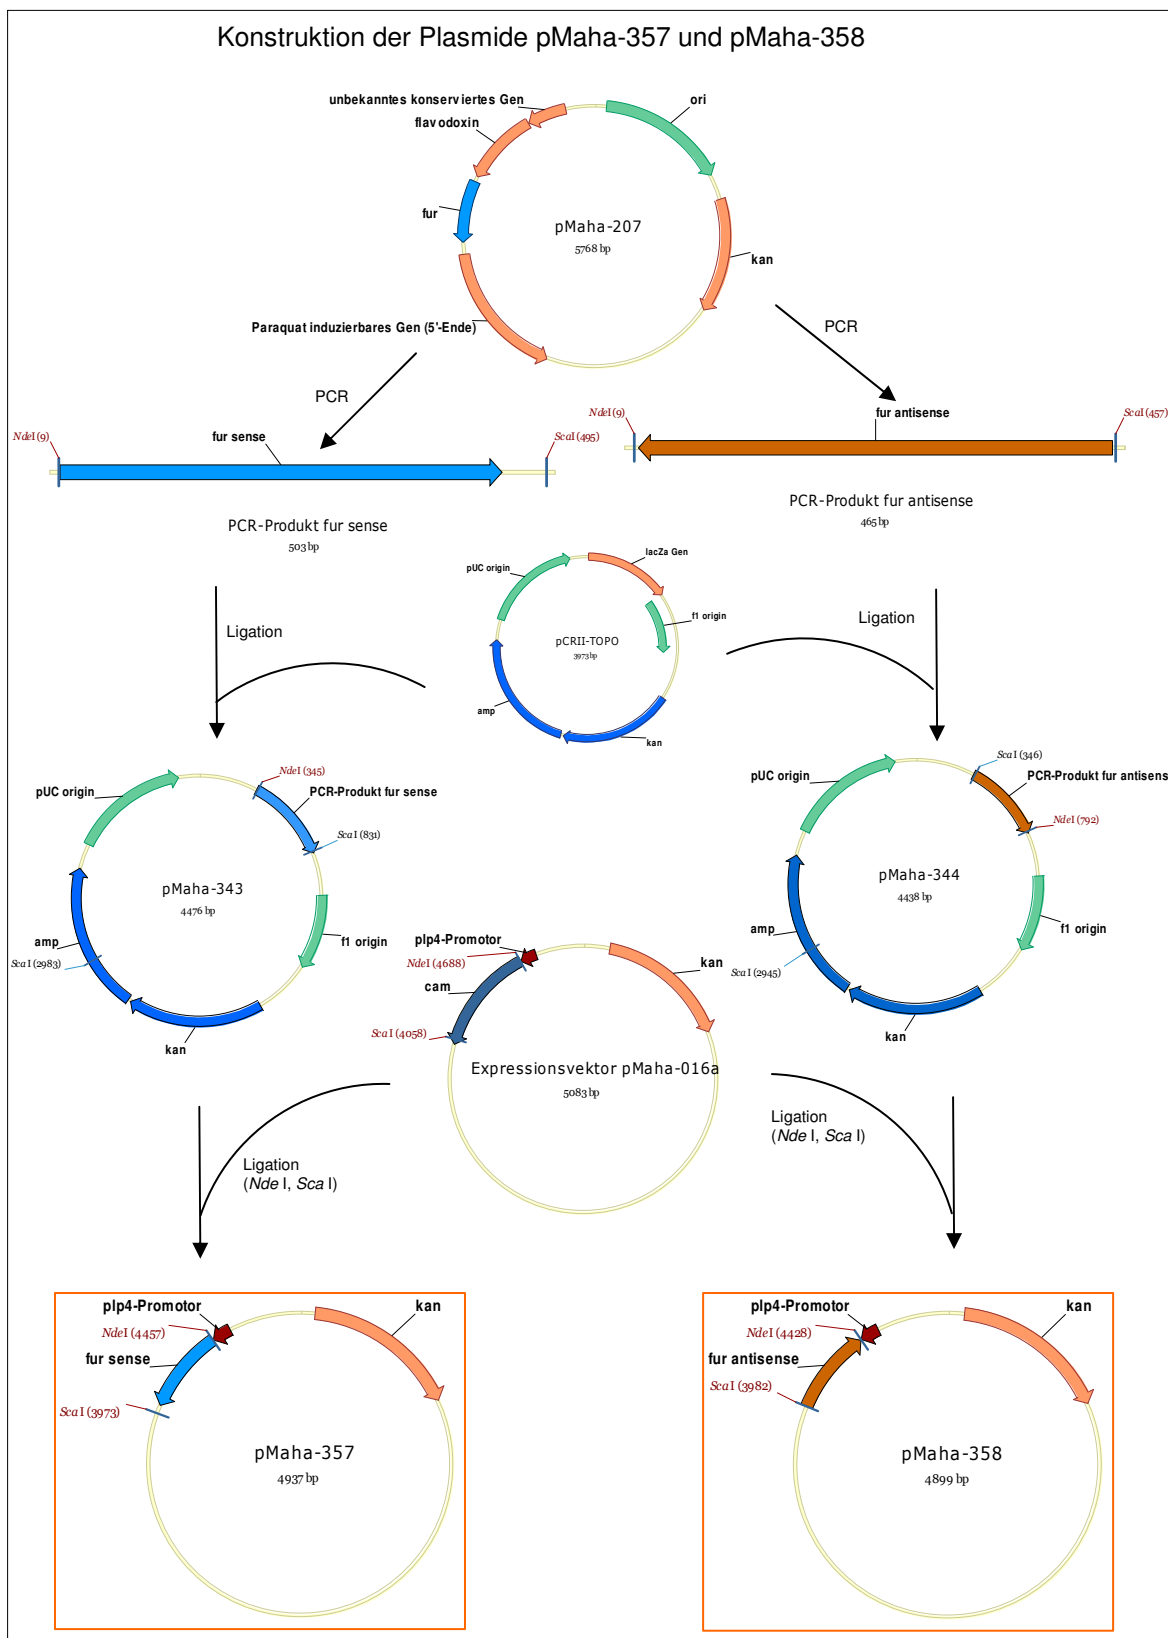 Konstruktion der Plasmide pMaha-357 und pMaha-358
unbekanntes konserviertes Gen
ori
flavodoxin
fur
pMaha-207
5768 bp
kan
Paraquat induzierbares Gen (5'-Ende)
PCR
PCR
NdeI (9)
fur sense
ScaI (495)
NdeI (9)
fur antisense
ScaI (457)
PCR-Produkt fur sense
503 bp
PCR-Produkt fur antisense
465 bp
pUC origin
lacZa Gen
f1 origin
pCRII-TOPO
3973 bp
amp
kan
Ligation
Ligation
NdeI (345)
pUC origin
PCR-Produkt fur sense
ScaI (831)
pMaha-343
4476 bp
amp
ScaI (2983)
f1 origin
kan
ScaI (346)
pUC origin
PCR-Produkt fur antisens
NdeI (792)
pMaha-344
4438 bp
amp
ScaI (2945)
f1 origin
kan
plp4-Promotor
NdeI (4688)
cam
kan
ScaI (4058)
Expressionsvektor pMaha-016a
5083 bp
Ligation
(Nde I, Sca I)
Ligation
(Nde I, Sca I)
plp4-Promotor
kan
NdeI (4457)
fur sense
ScaI (3973)
pMaha-357
4937 bp
plp4-Promotor
kan
NdeI (4428)
fur antisense
ScaI (3982)
pMaha-358
4899 bp